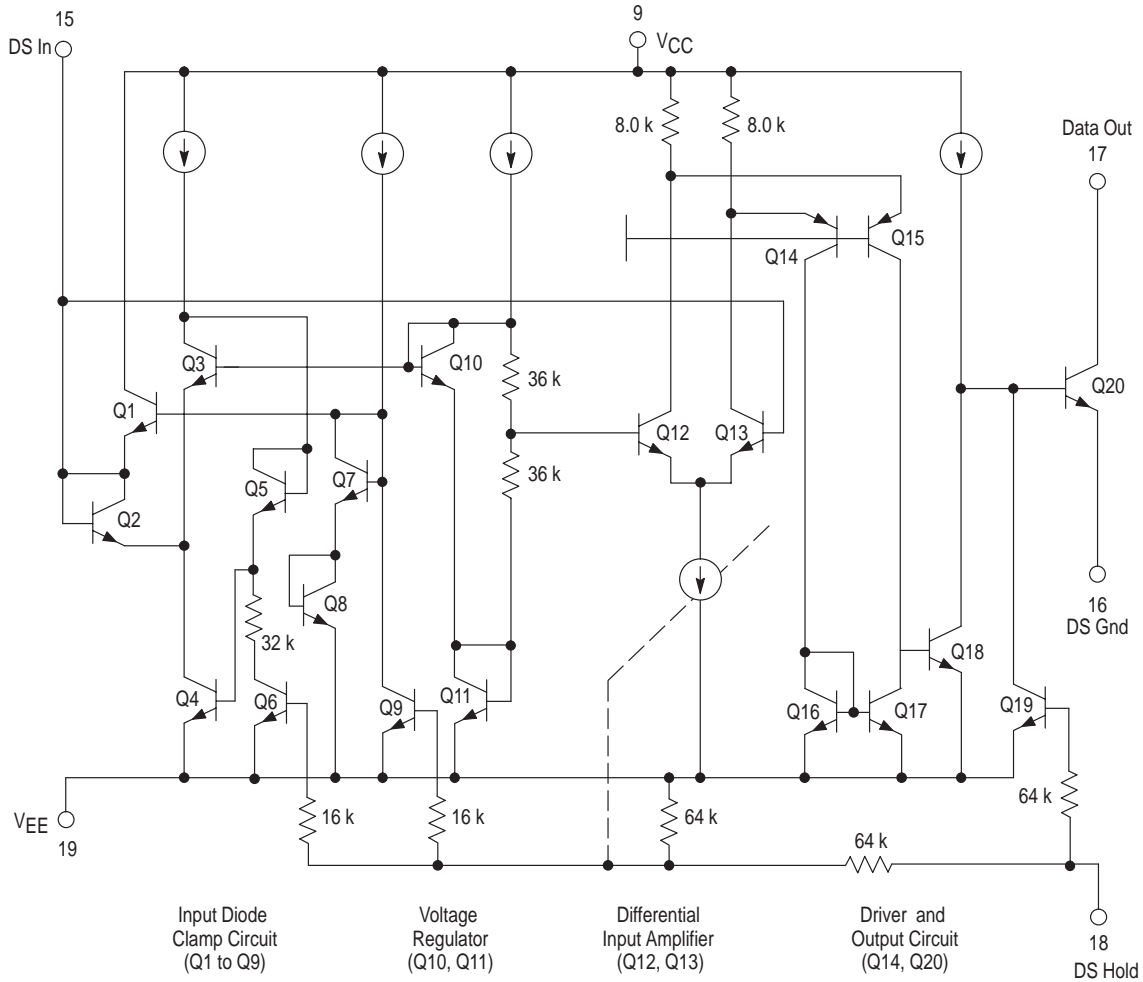 15
DS In
9
VCC
8.0 k
8.0 k
Data Out
17
Q15
Q14
Q3
Q10
36 k
Q20
Q1
Q12
Q13
Q5
Q7
36 k
Q2
Q8
16
DS Gnd
32 k
Q18
Q4
Q6
Q9
Q11
Q16
Q17
Q19
VEE
19
16 k
16 k
64 k
64 k
64 k
Input Diode
Clamp Circuit
(Q1 to Q9)
Voltage
Regulator
(Q10, Q11)
Differential
Input Amplifier
(Q12, Q13)
Driver and
Output Circuit
(Q14, Q20)
18
DS Hold